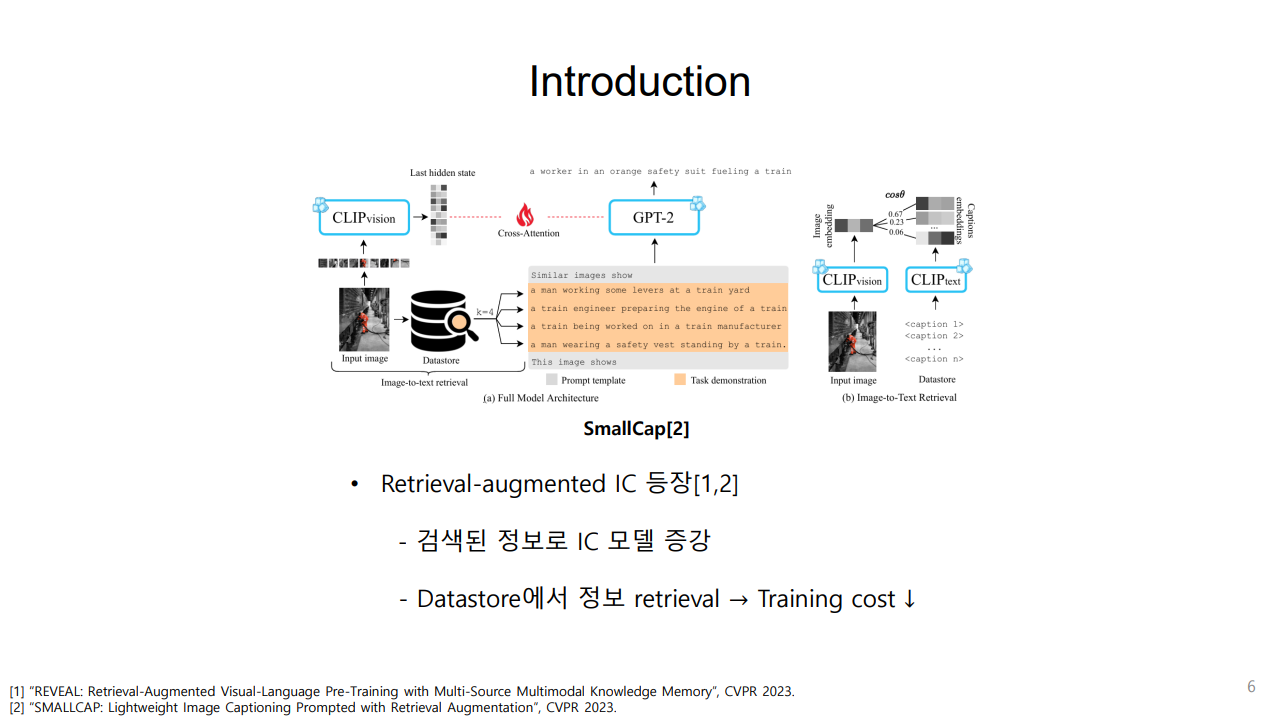 Introduction
Last hidden state
a worker in an orange safety suit fueling a train
CLIPvision
GPT-2
Cross-Attention
Similar images show
a man working some levers at a train yard
a train engineer preparing the engine of a train
a train being worked on in a train manufacturer
a man wearing a safety vest standing by a train.
This image shows
k=4
Input image
Datastore
Image-to-text retrieval
Prompt template
Task demonstration
(a) Full Model Architecture
cosθ
Image embedding
0.67
0.23
0.06
...
Captions embeddings
CLIPvision
CLIPtext
<caption 1>
<caption 2>
...
<caption n>
Input image
Datastore
(b) Image-to-Text Retrieval
SmallCap[2]
• Retrieval-augmented IC 등장[1,2]
- 검색된 정보로 IC 모델 증강
- Datastore에서 정보 retrieval → Training cost ↓
[1] "REVEAL: Retrieval-Augmented Visual-Language Pre-Training with Multi-Source Multimodal Knowledge Memory", CVPR 2023.
[2] "SMALLCAP: Lightweight Image Captioning Prompted with Retrieval Augmentation", CVPR 2023.
6